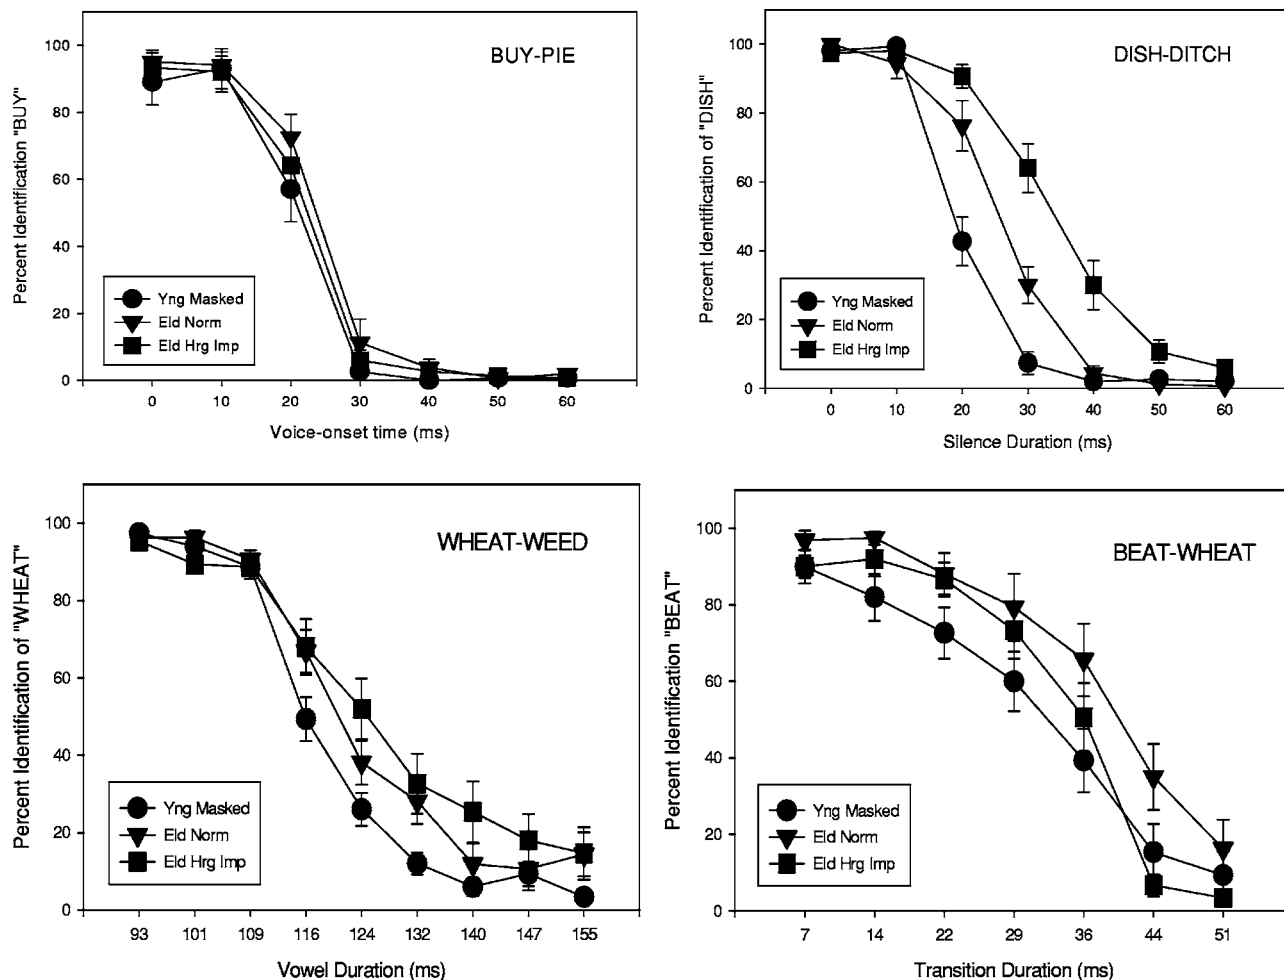 BUY-PIE
Percent Identification "BUY"
100
80
60
40
20
0
Yng Masked
Eld Norm
Eld Hrg Imp
0 10 20 30 40 50 60
Voice-onset time (ms)
DISH-DITCH
Percent Identification of "DISH"
100
80
60
40
20
0
Yng Masked
Eld Norm
Eld Hrg Imp
0 10 20 30 40 50 60
Silence Duration (ms)
WHEAT-WEED
Percent Identification of "WHEAT"
100
80
60
40
20
0
Yng Masked
Eld Norm
Eld Hrg Imp
93 101 109 116 124 132 140 147 155
Vowel Duration (ms)
BEAT-WHEAT
Percent Identification "BEAT"
100
80
60
40
20
0
Yng Masked
Eld Norm
Eld Hrg Imp
7 14 22 29 36 44 51
Transition Duration (ms)